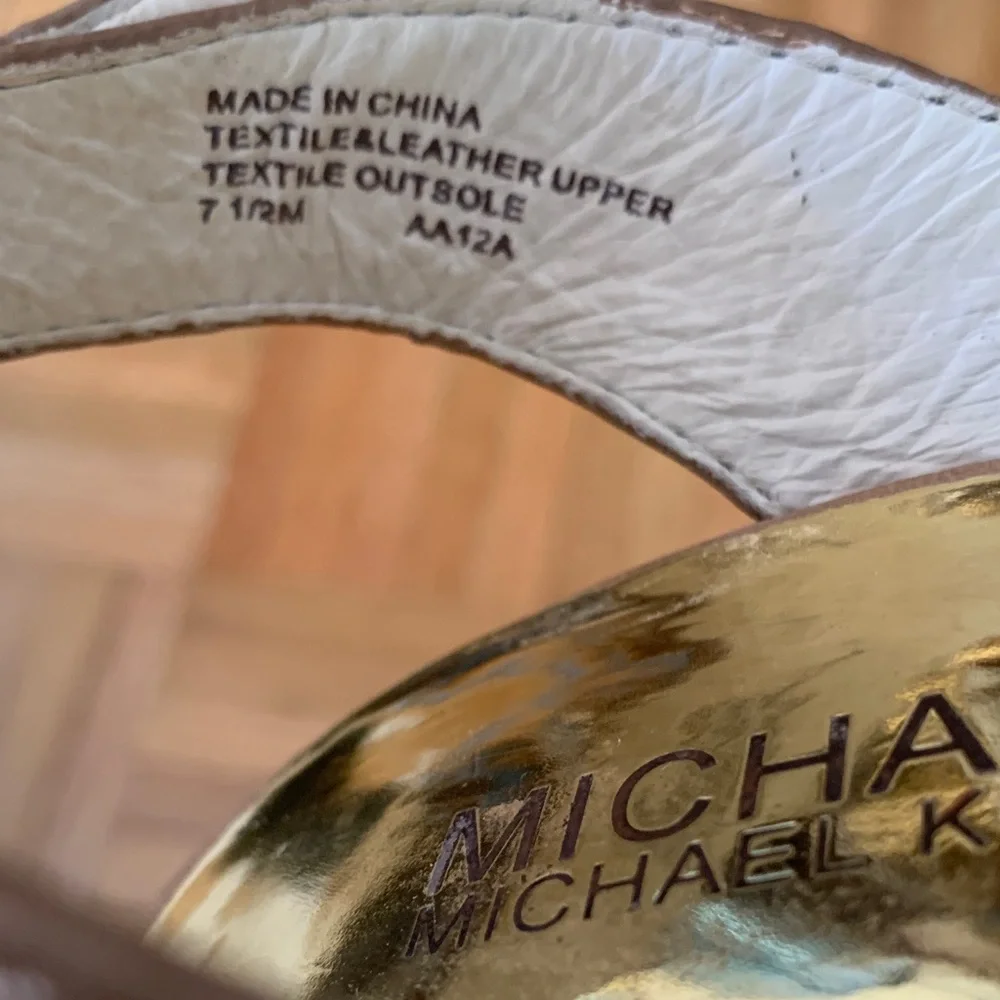 MADE IN CHINA
TEXTILE&LEATHER UPPER
TEXTILE OUTSOLE
7 1/2M AA12A
MICHA
MICHAEL K